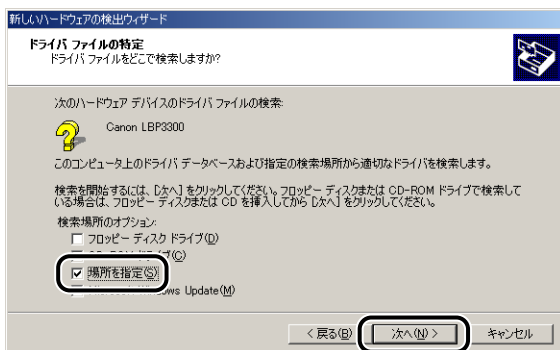 新しいハードウェアの検出ウィザード
ドライバ ファイルの特定
ドライバ ファイルをどこで検索しますか?
次のハードウェア デバイスのドライバ ファイルの検索:
Canon LBP3300
このコンピュータ上のドライバ データベースおよび指定の検索場所から適切なドライバを検索します。
検索を開始するには、[次へ] をクリックしてください。フロッピー ディスクまたは CD-ROM ドライブで検索して
いる場合は、フロッピー ディスクまたは CD を挿入してから [次へ] をクリックしてください。
検索場所のオプション:
フロッピー ディスク ドライブ(D)
(C)
場所を指定(S)
Update(M)
< 戻る(B)
次へ(N) >
キャンセル